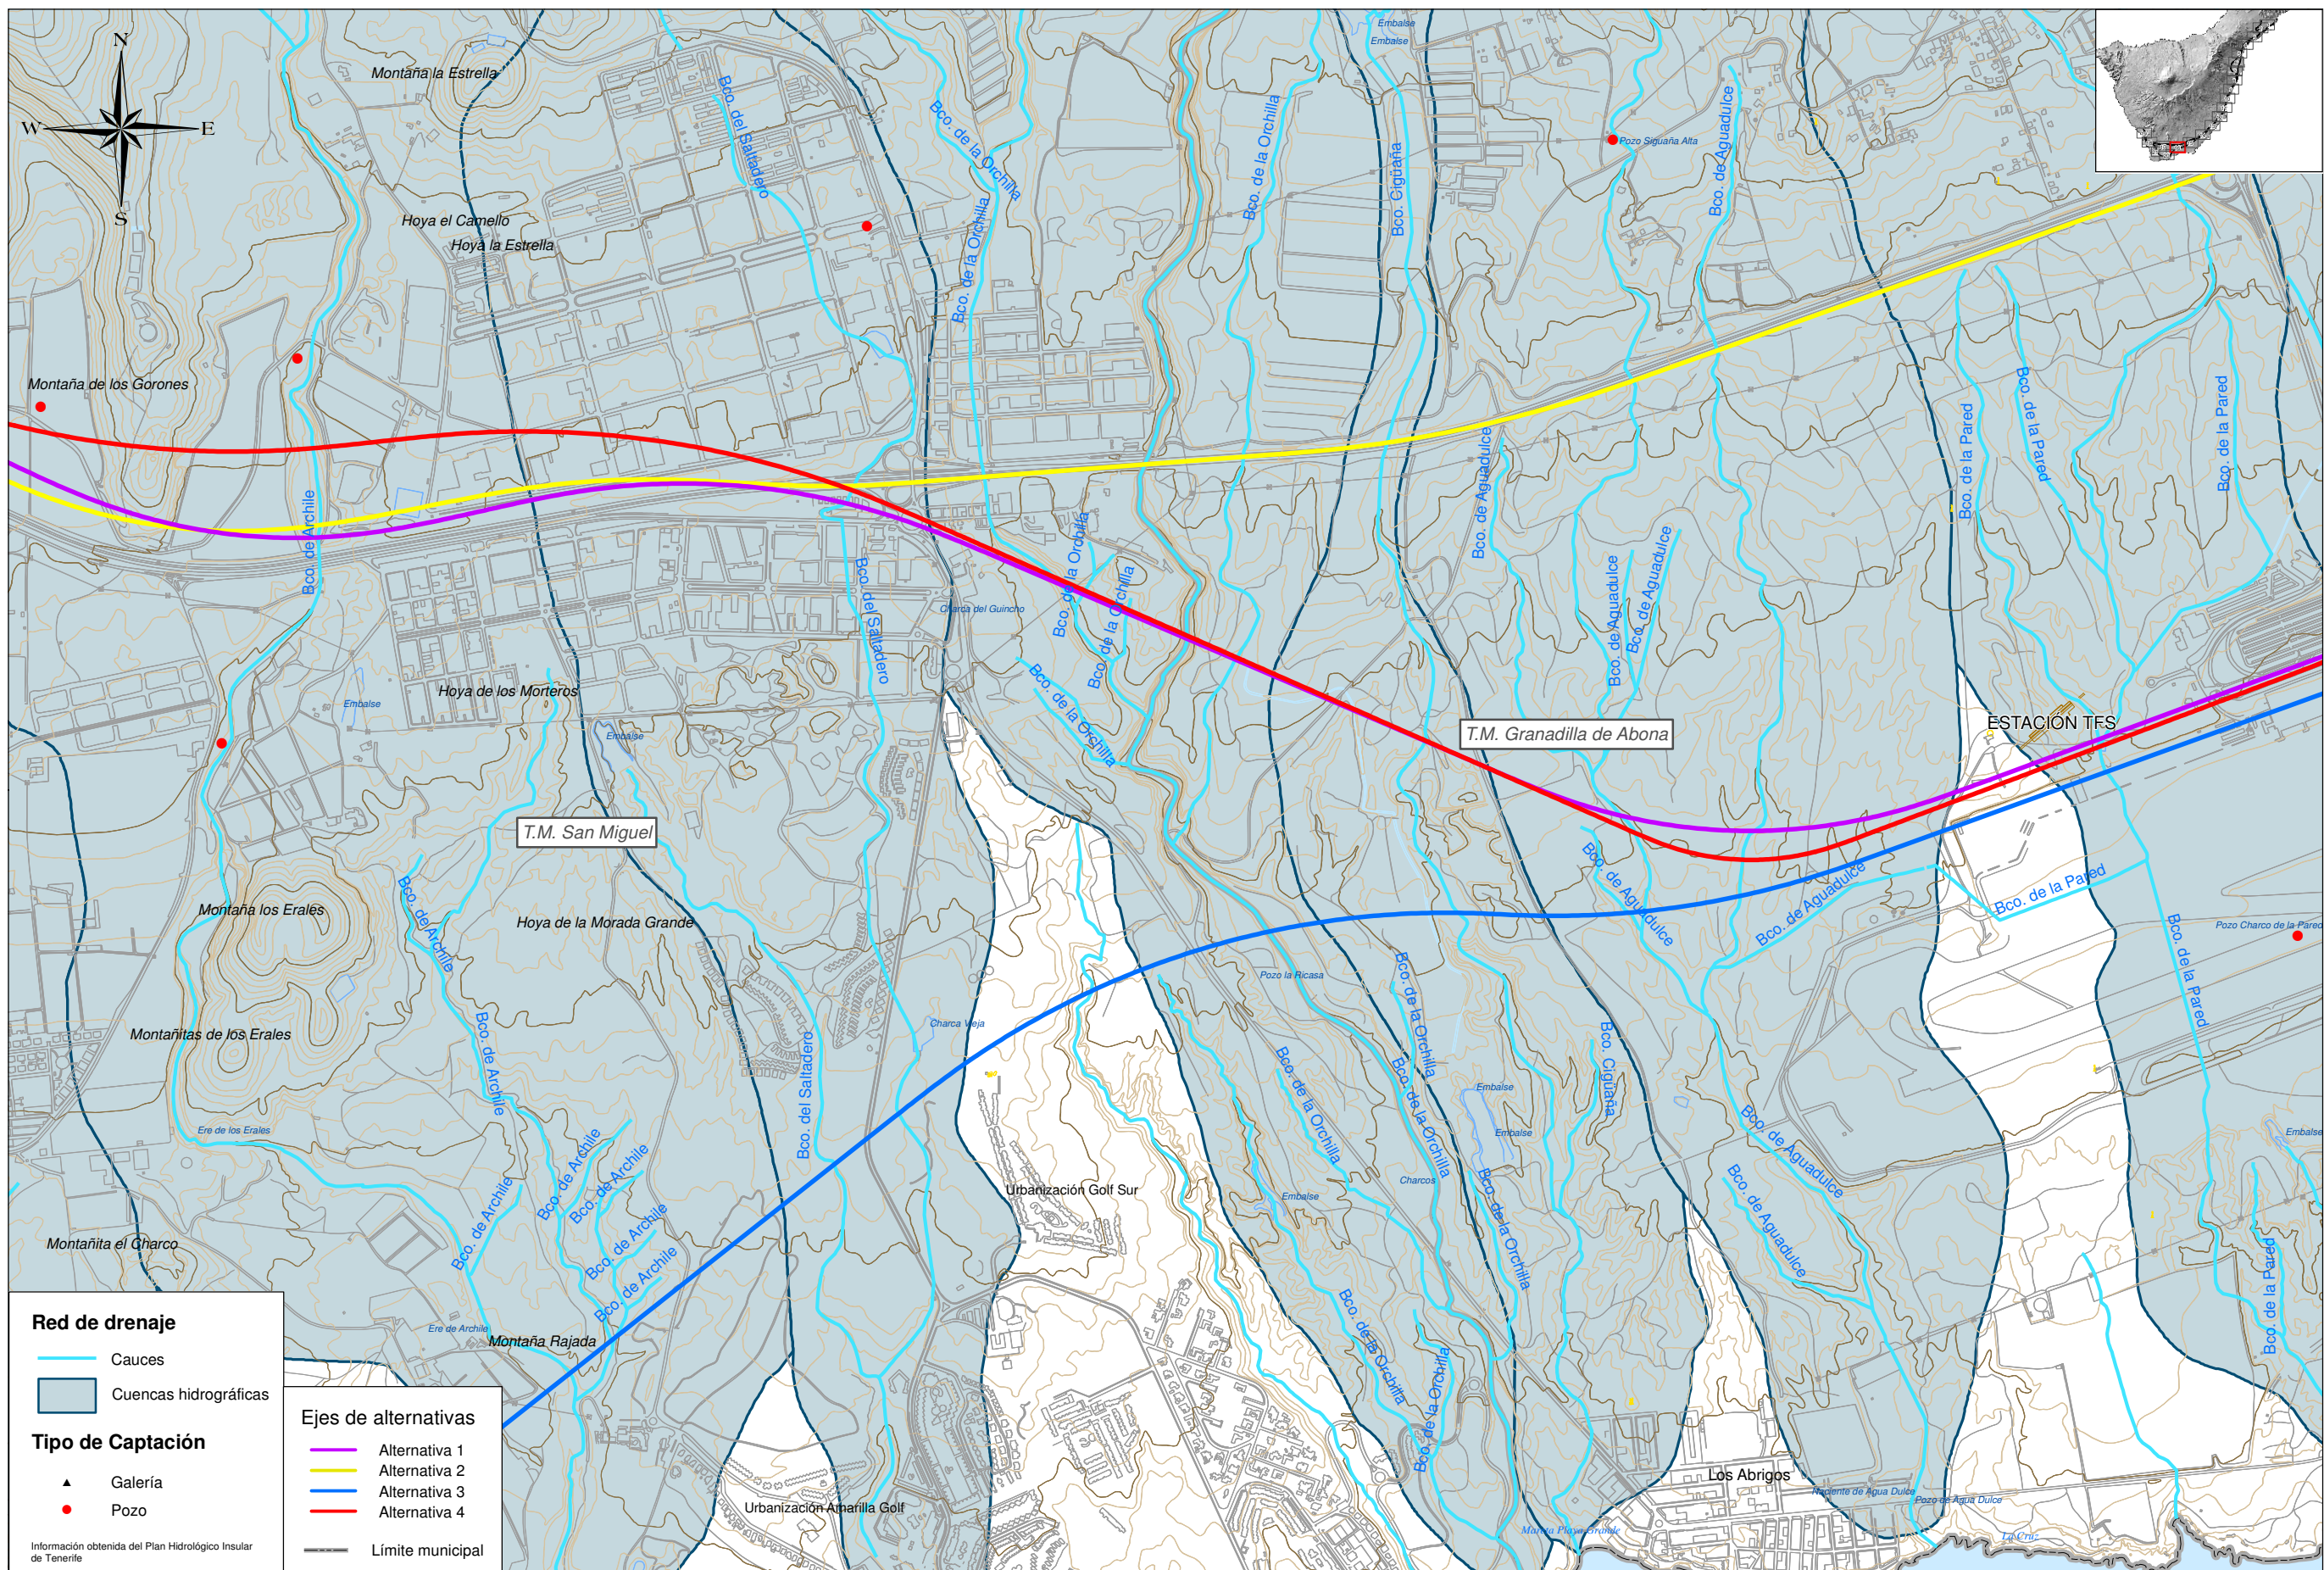 N
W
E
S
Embalse
Embalse
Montaña la Estrella
Bco. del Saltadero
Bco. de la Orchilla
Bco. de la Orchilla
Bco. Cigüaña
Pozo Siguaña Alta
Bco. de Aguadulce
Hoya el Camello
Hoya la Estrella
Bco. de la Orchilla
Montaña de los Gorones
Bco. de la Pared
Bco. de la Pared
Bco. de la Pared
Bco. de Archile
Bco. de Aguadulce
Bco. del Saltadero
Charca del Guincho
Bco. de la Orchilla
Bco. de la Orchilla
Bco. de Aguadulce
Bco. de Aguadulce
Embalse
Hoya de los Morteros
Embalse
Bco. de la Orchilla
T.M. Granadilla de Abona
ESTACIÓN TFS
T.M. San Miguel
Montaña los Erales
Bco. de Archile
Hoya de la Morada Grande
Bco. de Aguadulce
Bco. de Aguadulce
Bco. de la Pared
Pozo Charco de la Pared
Bco. de la Pared
Pozo la Ricasa
Bco. de la Orchilla
Montañitas de los Erales
Bco. de Archile
Bco. del Saltadero
Charca Vieja
Bco. de la Orchilla
Bco. de la Orchilla
Embalse
Embalse
Bco. Cigüaña
Bco. de Aguadulce
Embalse
Ere de los Erales
Bco. de Archile
Bco. de Archile
Bco. de Archile
Urbanización Golf Sur
Embalse
Charcos
Bco. de la Orchilla
Bco. de Aguadulce
Montañita el Charco
Bco. de Archile
Bco. de Archile
Bco. de la Pared
Ere de Archile
Montaña Rajada
Bco. de la Orchilla
Bco. de la Orchilla
Urbanización Amarilla Golf
Los Abrigos
Naciente de Agua Dulce
Pozo de Agua Dulce
Mareta Playa Grande
La Cruz
Red de drenaje
Cauces
Cuencas hidrográficas
Tipo de Captación
Galería
Pozo
Información obtenida del Plan Hidrológico Insular
de Tenerife
Ejes de alternativas
Alternativa 1
Alternativa 2
Alternativa 3
Alternativa 4
Límite municipal